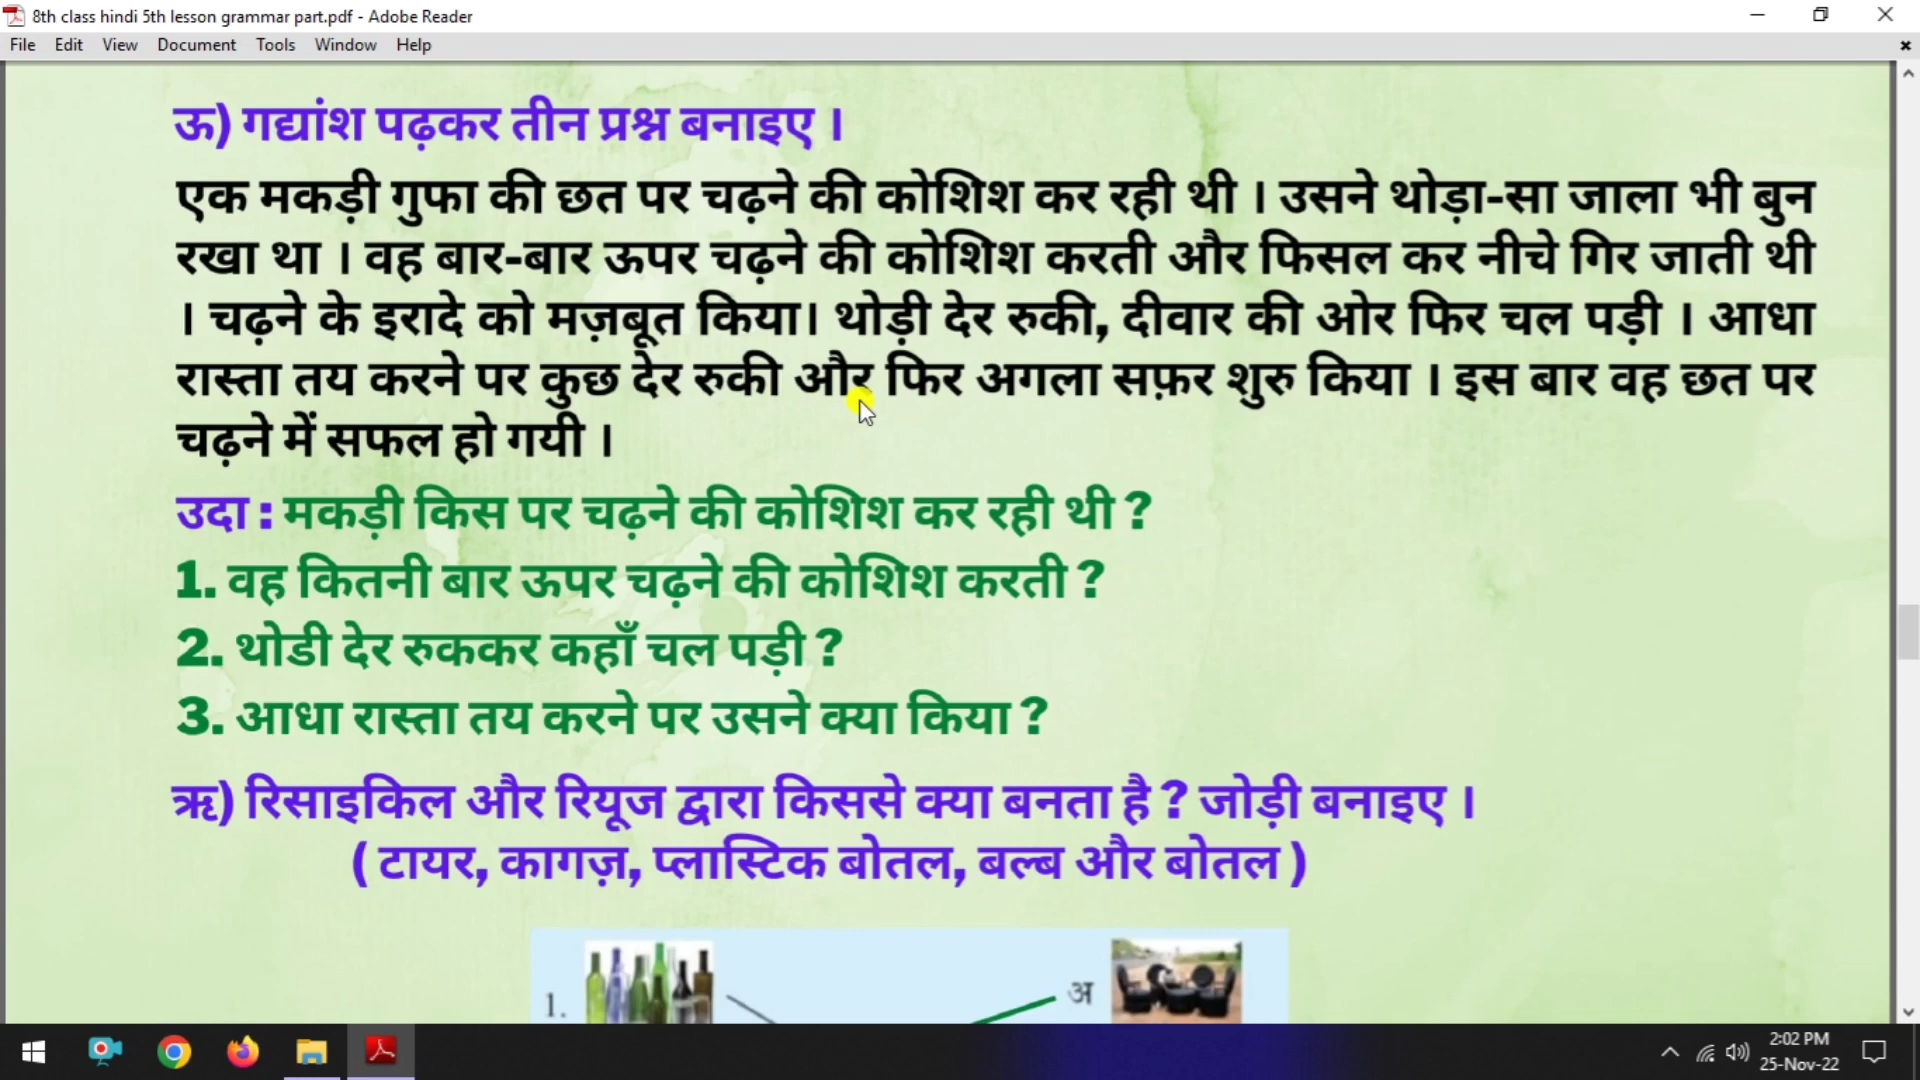 8th class hindi 5th lesson grammar part.pdf - Adobe Reader
File Edit View Document Tools Window Help
ऊ) गद्यांश पढ़कर तीन प्रश्न बनाइए ।
एक मकड़ी गुफा की छत पर चढ़ने की कोशिश कर रही थी । उसने थोड़ा-सा जाला भी बुन
रखा था । वह बार-बार ऊपर चढ़ने की कोशिश करती और फिसल कर नीचे गिर जाती थी
। चढ़ने के इरादे को मज़बूत किया। थोड़ी देर रुकी, दीवार की ओर फिर चल पड़ी । आधा
रास्ता तय करने पर कुछ देर रुकी और फिर अगला सफ़र शुरु किया । इस बार वह छत पर
चढ़ने में सफल हो गयी ।
उदा : मकड़ी किस पर चढ़ने की कोशिश कर रही थी ?
1. वह कितनी बार ऊपर चढ़ने की कोशिश करती ?
2. थोडी देर रुककर कहाँ चल पड़ी ?
3. आधा रास्ता तय करने पर उसने क्या किया ?
ऋ) रिसाइकिल और रियूज द्वारा किससे क्या बनता है ? जोड़ी बनाइए ।
( टायर, कागज़, प्लास्टिक बोतल, बल्ब और बोतल )
1. अ
2:02 PM
25-Nov-22